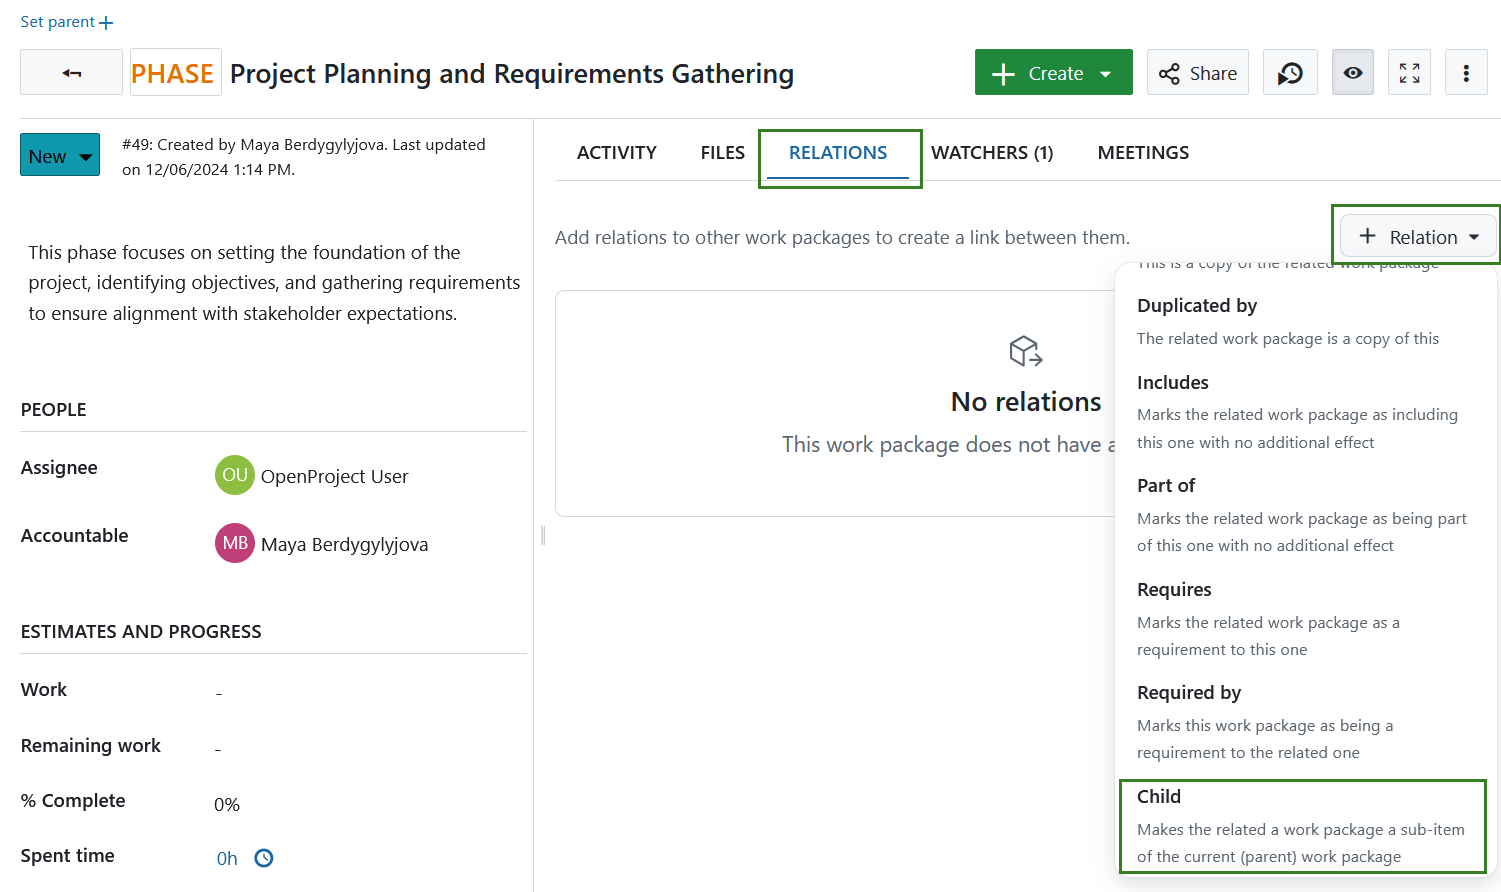 Set parent
PHASE Project Planning and Requirements Gathering
Create
Share
New
#49: Created by Maya Berdygylyjova. Last updated
on 12/06/2024 1:14 PM.
This phase focuses on setting the foundation of the
project, identifying objectives, and gathering requirements
to ensure alignment with stakeholder expectations.
PEOPLE
Assignee
OU OpenProject User
Accountable
MB Maya Berdygylyjova
ESTIMATES AND PROGRESS
Work
-
Remaining work
-
% Complete
0%
Spent time
0h
ACTIVITY
FILES
RELATIONS
WATCHERS (1)
MEETINGS
Add relations to other work packages to create a link between them.
+ Relation
No relations
This work package does not have a
This is a copy of the related work package
Duplicated by
The related work package is a copy of this
Includes
Marks the related work package as including
this one with no additional effect
Part of
Marks the related work package as being part
of this one with no additional effect
Requires
Marks the related work package as a
requirement to this one
Required by
Marks this work package as being a
requirement to the related one
Child
Makes the related a work package a sub-item
of the current (parent) work package